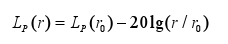 L_P(r) = L_P(r_0) − 20lg(r / r_0)